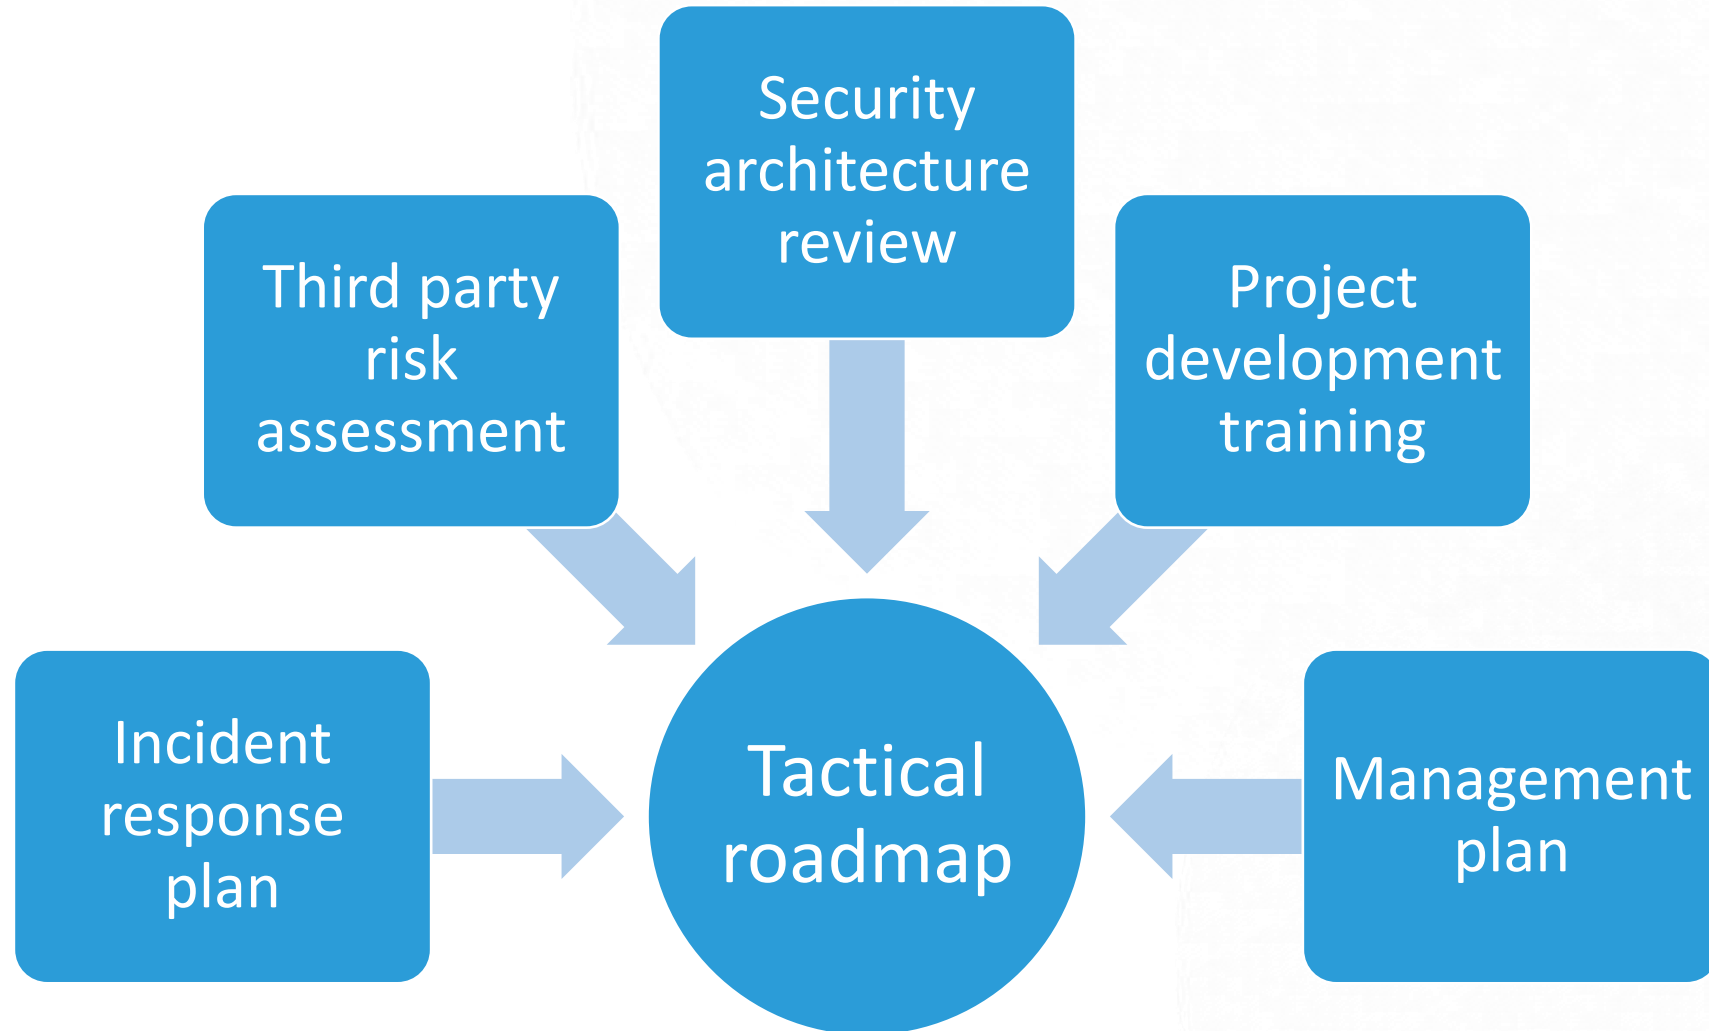 Security
architecture
review
Third party
risk
assessment
Project
development
training
Incident
response
plan
Tactical
roadmap
Management
plan